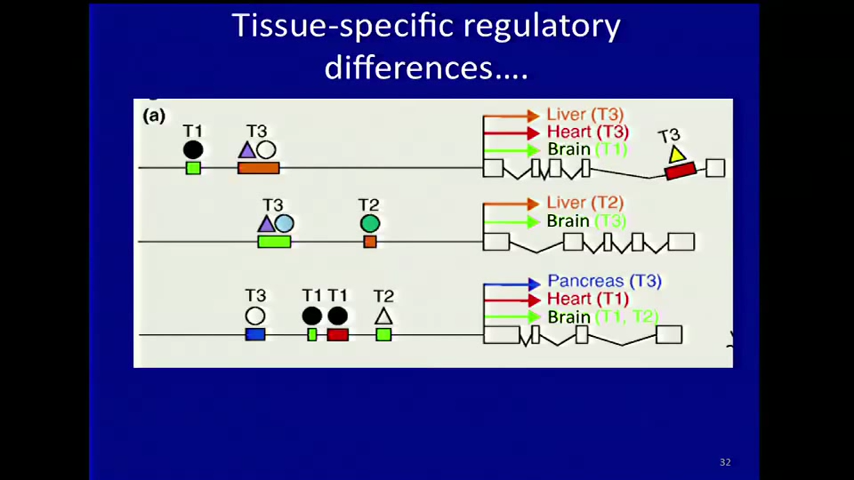 Tissue-specific regulatory
differences....
(a)
T1 T3
Liver (T3)
Heart (T3)
Brain (T1)
T3
T3 T2
Liver (T2)
Brain (T3)
T3 T1 T1 T2
Pancreas (T3)
Heart (T1)
Brain (T1, T2)
32